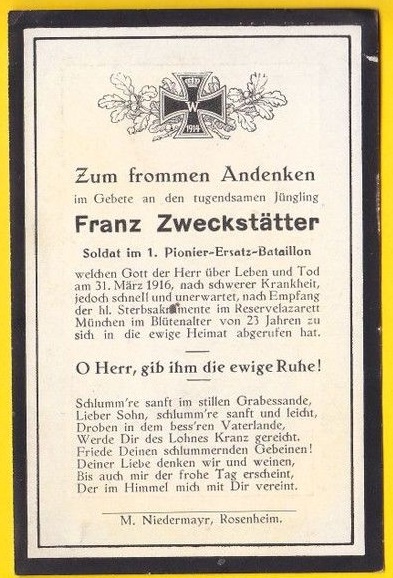 W
1914
Zum frommen Andenken
im Gebete an den tugendsamen Jüngling
Franz Zweckstätter
Soldat im 1. Pionier-Ersatz-Bataillon
welchen Gott der Herr über Leben und Tod
am 31. März 1916, nach schwerer Krankheit,
jedoch schnell und unerwartet, nach Empfang
der hl. Sterbsakramente im Reservelazarett
München im Blütenalter von 23 Jahren zu
sich in die ewige Heimat abgerufen hat.
O Herr, gib ihm die ewige Ruhe!
Schlumm're sanft im stillen Grabessande,
Lieber Sohn, schlumm're sanft und leicht,
Droben in dem bess'ren Vaterlande,
Werde Dir des Lohnes Kranz gereicht.
Friede Deinen schlummernden Gebeinen!
Deiner Liebe denken wir und weinen,
Bis auch mir der frohe Tag erscheint,
Der im Himmel mich mit Dir vereint.
M. Niedermayr, Rosenheim.